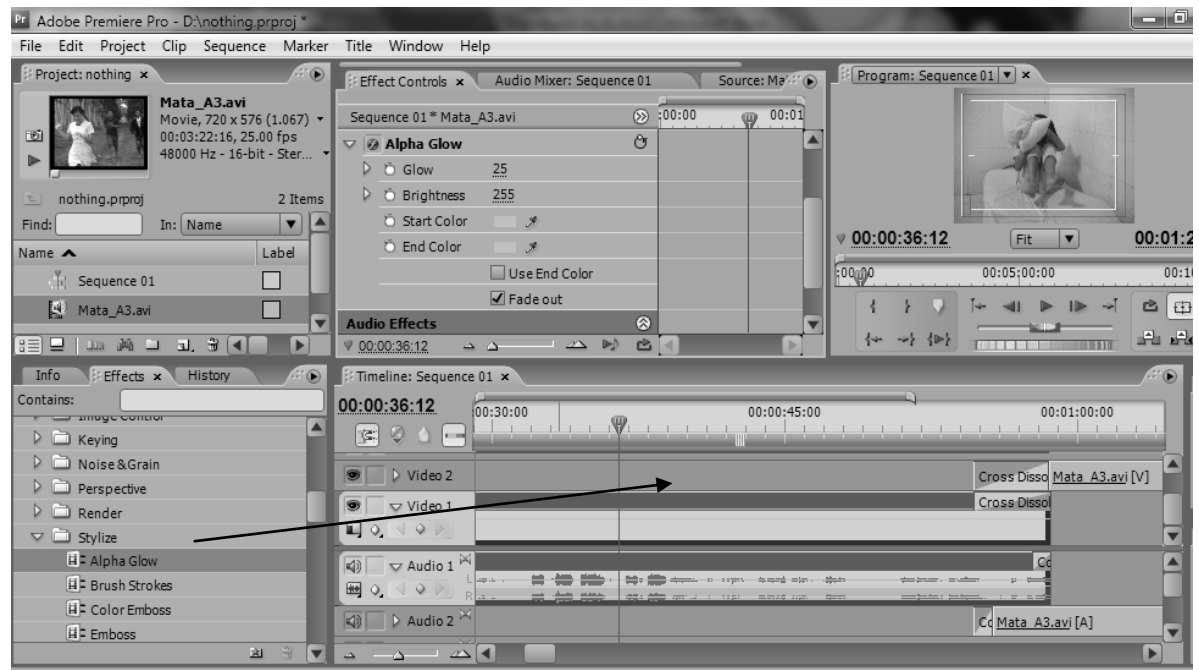 Pr Adobe Premiere Pro - D:\nothing.prproj *
File Edit Project Clip Sequence Marker Title Window Help
Project: nothing
Mata_A3.avi
Movie, 720 x 576 (1.067)
00:03:22:16, 25.00 fps
48000 Hz - 16-bit - Ster...
nothing.prproj 2 Items
Find: In: Name
Name Label
Sequence 01
Mata_A3.avi
Effect Controls Audio Mixer: Sequence 01 Source: Ma
Sequence 01 * Mata_A3.avi :00:00 00:01
Alpha Glow
Glow 25
Brightness 255
Start Color
End Color
Use End Color
Fade out
Audio Effects
00:00:36:12
Program: Sequence 01
00:00:36:12 Fit 00:01:2
:00:00 00:05:00:00 00:10
Info Effects History
Contains:
Image Control
Keying
Noise & Grain
Perspective
Render
Stylize
Alpha Glow
Brush Strokes
Color Emboss
Emboss
Timeline: Sequence 01
00:00:36:12 :00:30:00 00:00:45:00 00:01:00:00
Video 2 Cross Disso Mata_A3.avi [V]
Video 1 Cross Dissol
Audio 1 Co
L
R
Audio 2 Co Mata_A3.avi [A]